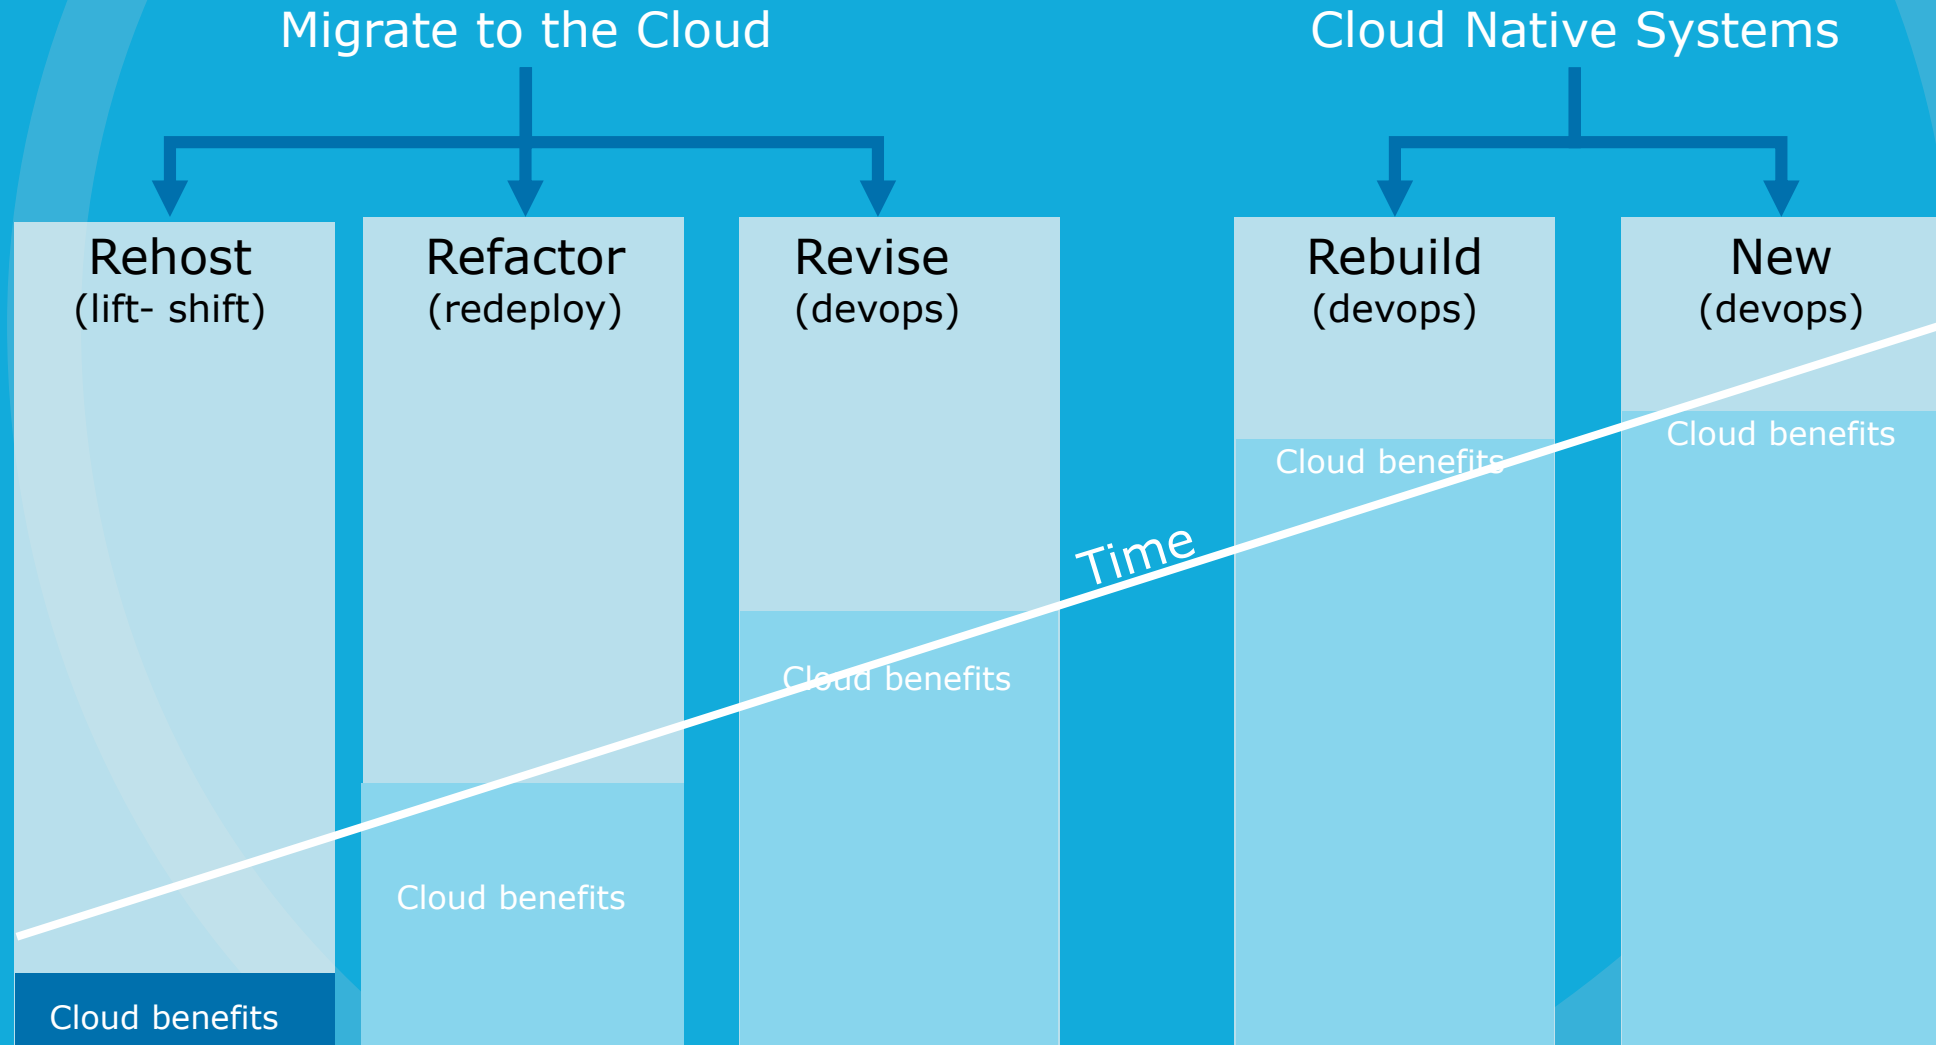 Migrate to the Cloud
Cloud Native Systems
Rehost
(lift- shift)
Refactor
(redeploy)
Revise
(devops)
Rebuild
(devops)
New
(devops)
Cloud benefits
Cloud benefits
Time
Cloud benefits
Cloud benefits
Cloud benefits